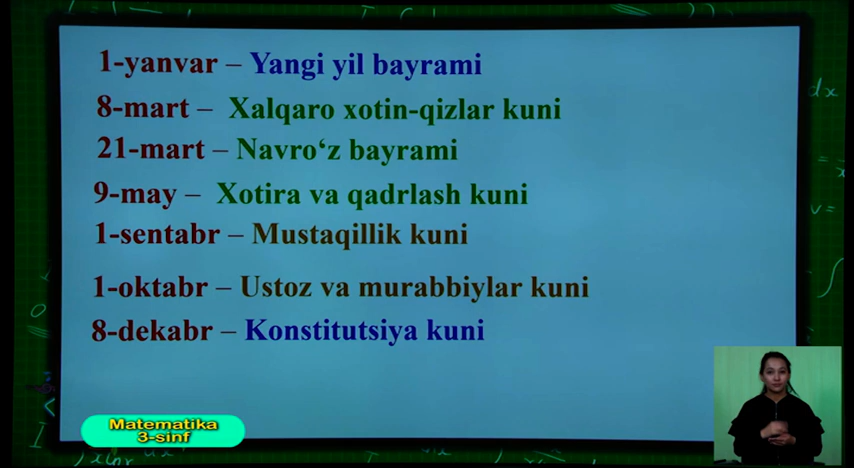 1-yanvar – Yangi yil bayrami
8-mart – Xalqaro xotin-qizlar kuni
21-mart – Navro‘z bayrami
9-may – Xotira va qadrlash kuni
1-sentabr – Mustaqillik kuni
1-oktabr – Ustoz va murabbiylar kuni
8-dekabr – Konstitutsiya kuni
Matematika
3-sinf
dx
v =